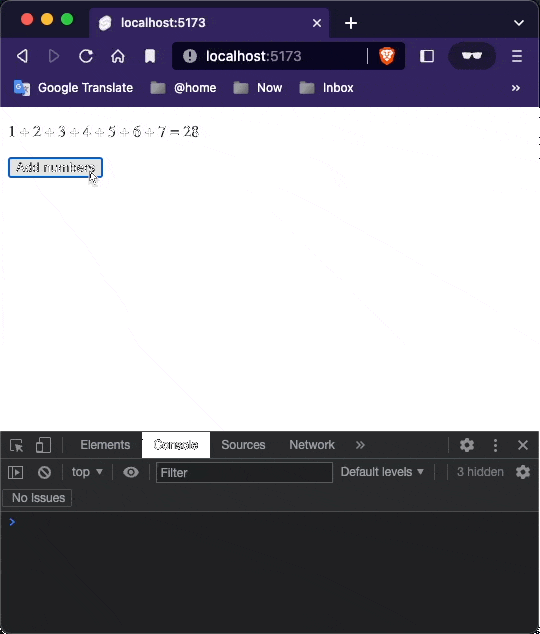 localhost:5173
localhost:5173
Google Translate @home Now Inbox
1 + 2 + 3 + 4 + 5 + 6 + 7 = 28
Add numbers
Elements Console Sources Network
top Filter Default levels 3 hidden
No Issues